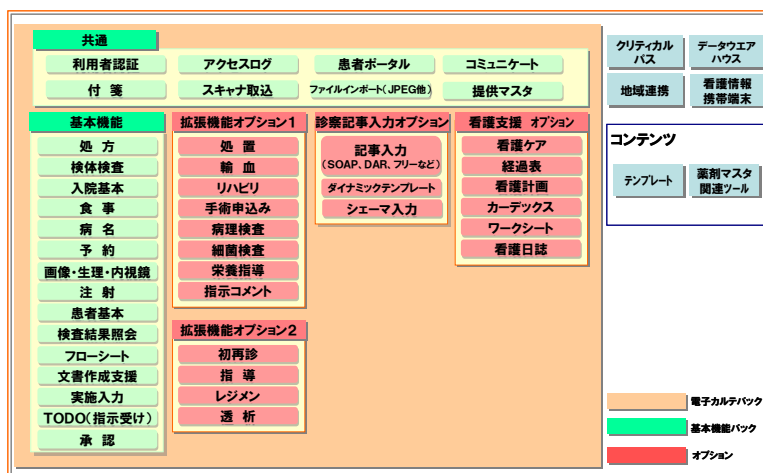 共通
利用者認証
アクセスログ
患者ポータル
コミュニケート
付 箋
スキャナ取込
ファイルインポート(JPEG他)
提供マスタ
基本機能
処 方
検体検査
入院基本
食 事
病 名
予 約
画像・生理・内視鏡
注 射
患者基本
検査結果照会
フローシート
文書作成支援
実施入力
TODO(指示受け)
承 認
拡張機能オプション1
処 置
輸 血
リハビリ
手術申込み
病理検査
細菌検査
栄養指導
指示コメント
拡張機能オプション2
初再診
指 導
レジメン
透 析
診察記事入力オプション
記事入力
(SOAP、DAR、フリーなど)
ダイナミックテンプレート
シェーマ入力
看護支援 オプション
看護ケア
経過表
看護計画
カーデックス
ワークシート
看護日誌
クリティカル
パス
データウエア
ハウス
地域連携
看護情報
携帯端末
コンテンツ
テンプレート
薬剤マスタ
関連ツール
電子カルテパック
基本機能パック
オプション